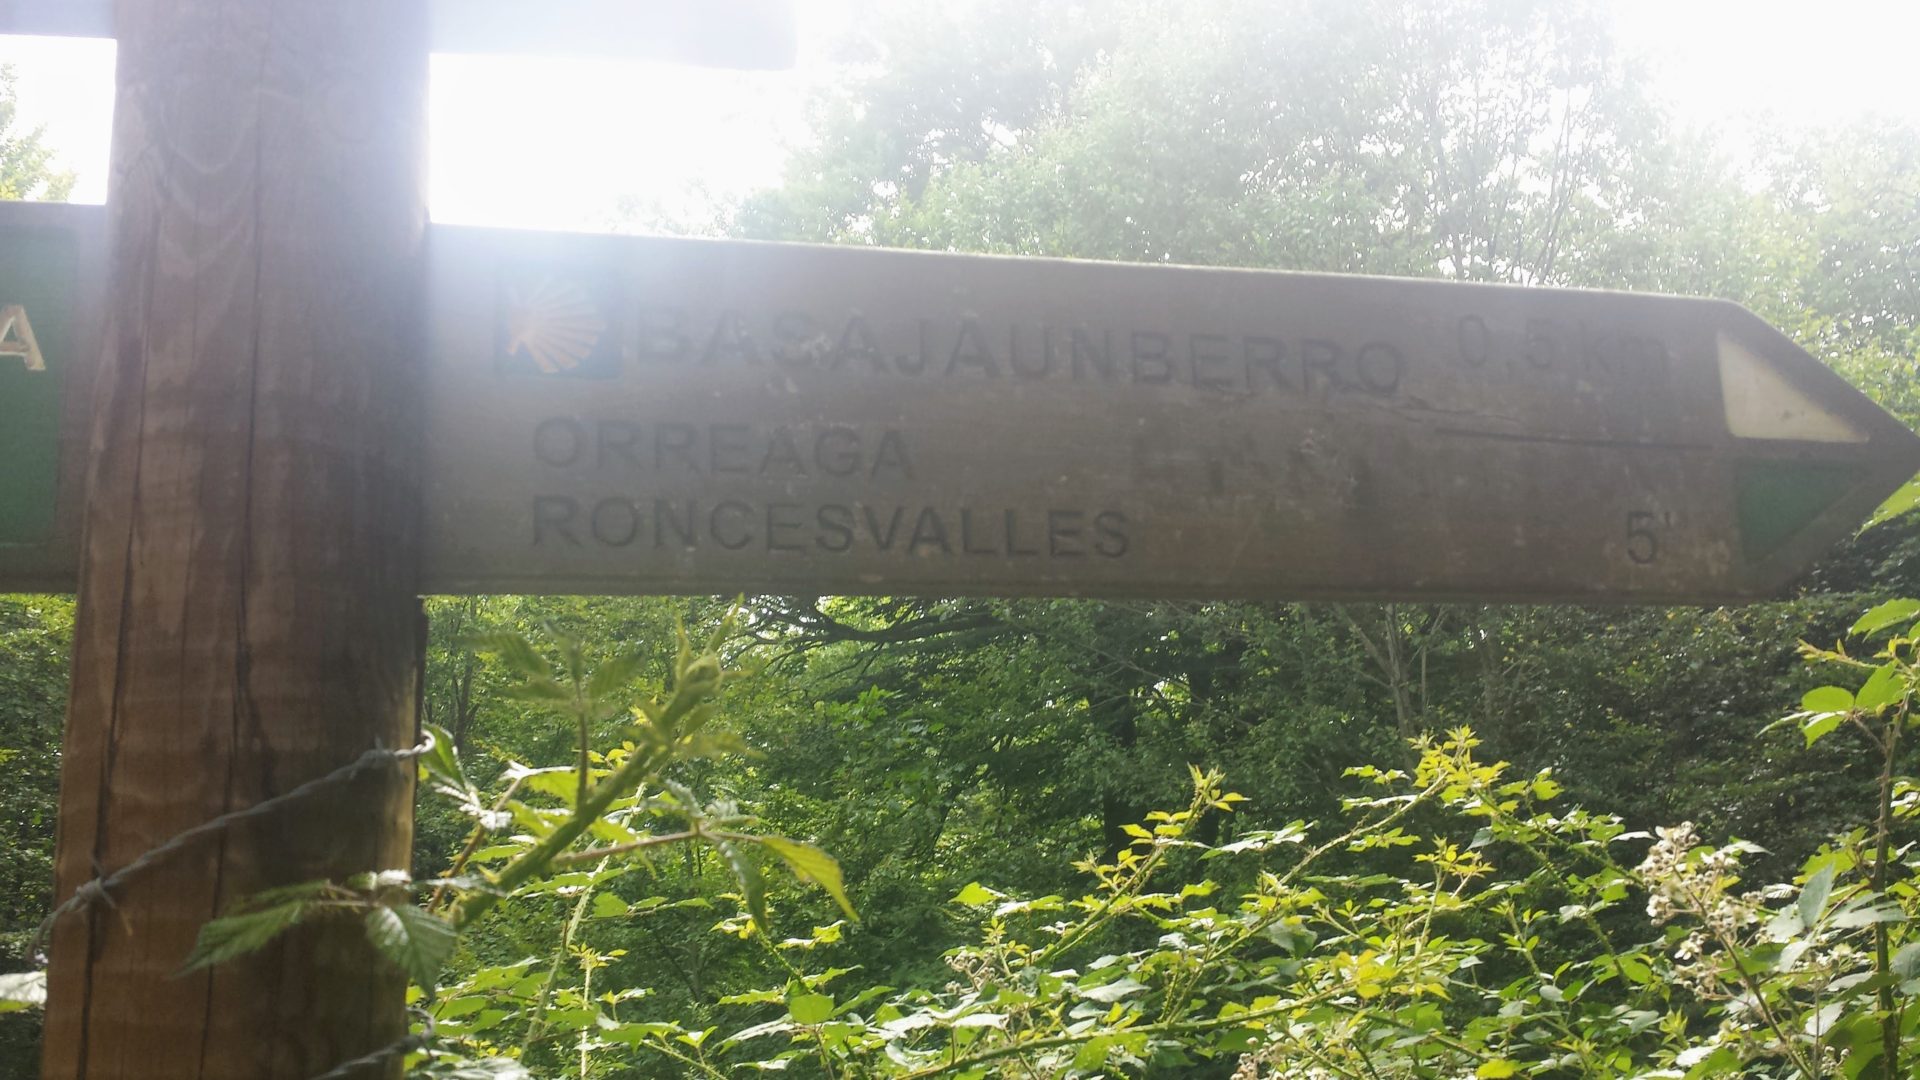 A
BASAJAUNBERRO 0,5 km
ORREAGA
RONCESVALLES 5'